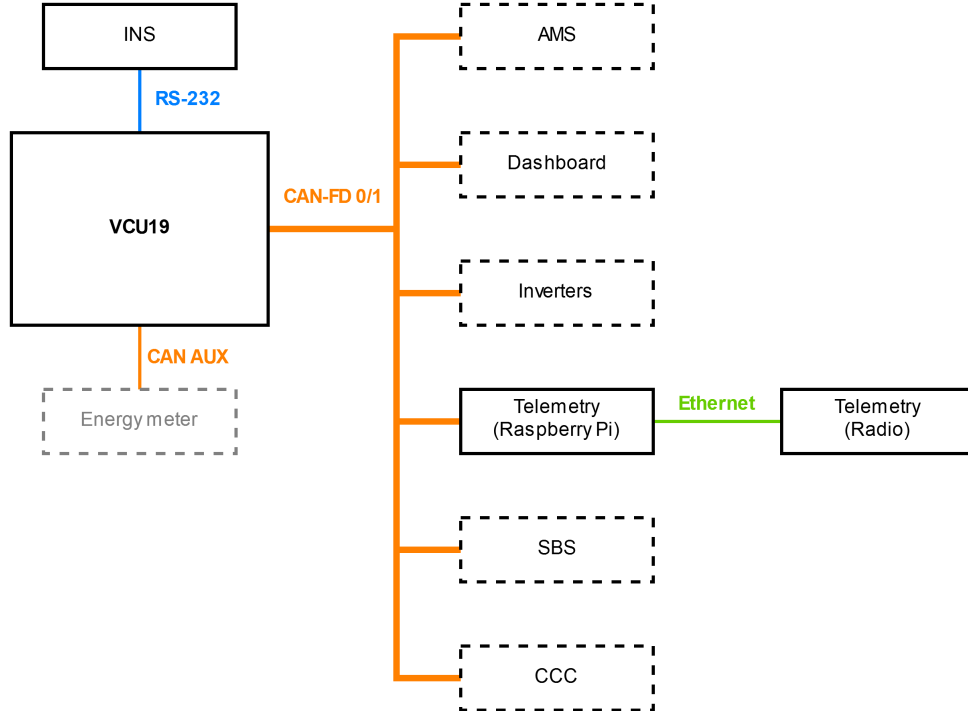 INS
AMS
RS-232
Dashboard
CAN-FD 0/1
VCU19
Inverters
CAN AUX
Energy meter
Telemetry
(Raspberry Pi)
Ethernet
Telemetry
(Radio)
SBS
CCC